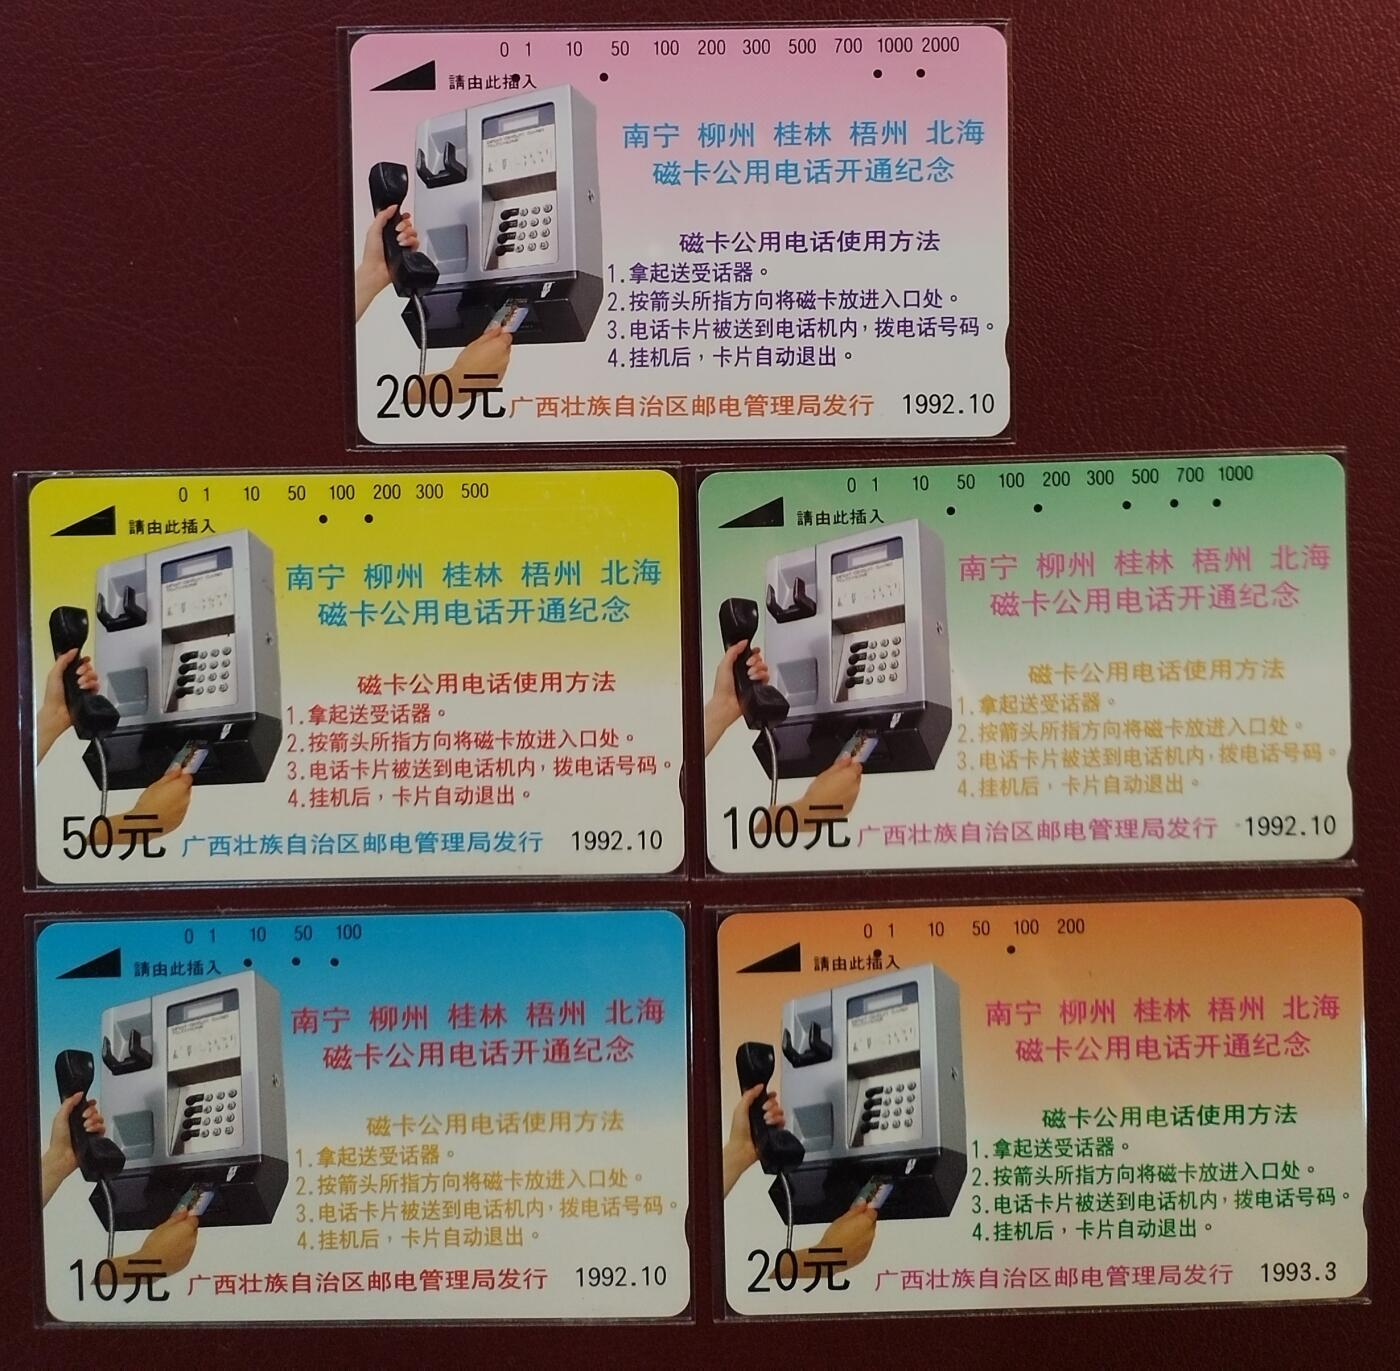 0 1 10 50 100 200 300 500 700 1000 2000
請由此插入
南宁 柳州 桂林 梧州 北海
磁卡公用电话开通纪念
磁卡公用电话使用方法
1.拿起送受话器。
2.按箭头所指方向将磁卡放进入口处。
3.电话卡片被送到电话机内，拨电话号码。
4.挂机后，卡片自动退出。
200元 广西壮族自治区邮电管理局发行 1992.10
0 1 10 50 100 200 300 500
請由此插入
南宁 柳州 桂林 梧州 北海
磁卡公用电话开通纪念
磁卡公用电话使用方法
1.拿起送受话器。
2.按箭头所指方向将磁卡放进入口处。
3.电话卡片被送到电话机内，拨电话号码。
4.挂机后，卡片自动退出。
50元 广西壮族自治区邮电管理局发行 1992.10
0 1 10 50 100 200 300 500 700 1000
請由此插入
南宁 柳州 桂林 梧州 北海
磁卡公用电话开通纪念
磁卡公用电话使用方法
1.拿起送受话器。
2.按箭头所指方向将磁卡放进入口处。
3.电话卡片被送到电话机内，拨电话号码。
4.挂机后，卡片自动退出。
100元 广西壮族自治区邮电管理局发行 1992.10
0 1 10 50 100
請由此插入
南宁 柳州 桂林 梧州 北海
磁卡公用电话开通纪念
磁卡公用电话使用方法
1.拿起送受话器。
2.按箭头所指方向将磁卡放进入口处。
3.电话卡片被送到电话机内，拨电话号码。
4.挂机后，卡片自动退出。
10元 广西壮族自治区邮电管理局发行 1992.10
0 1 10 50 100 200
請由此插入
南宁 柳州 桂林 梧州 北海
磁卡公用电话开通纪念
磁卡公用电话使用方法
1.拿起送受话器。
2.按箭头所指方向将磁卡放进入口处。
3.电话卡片被送到电话机内，拨电话号码。
4.挂机后，卡片自动退出。
20元 广西壮族自治区邮电管理局发行 1993.3